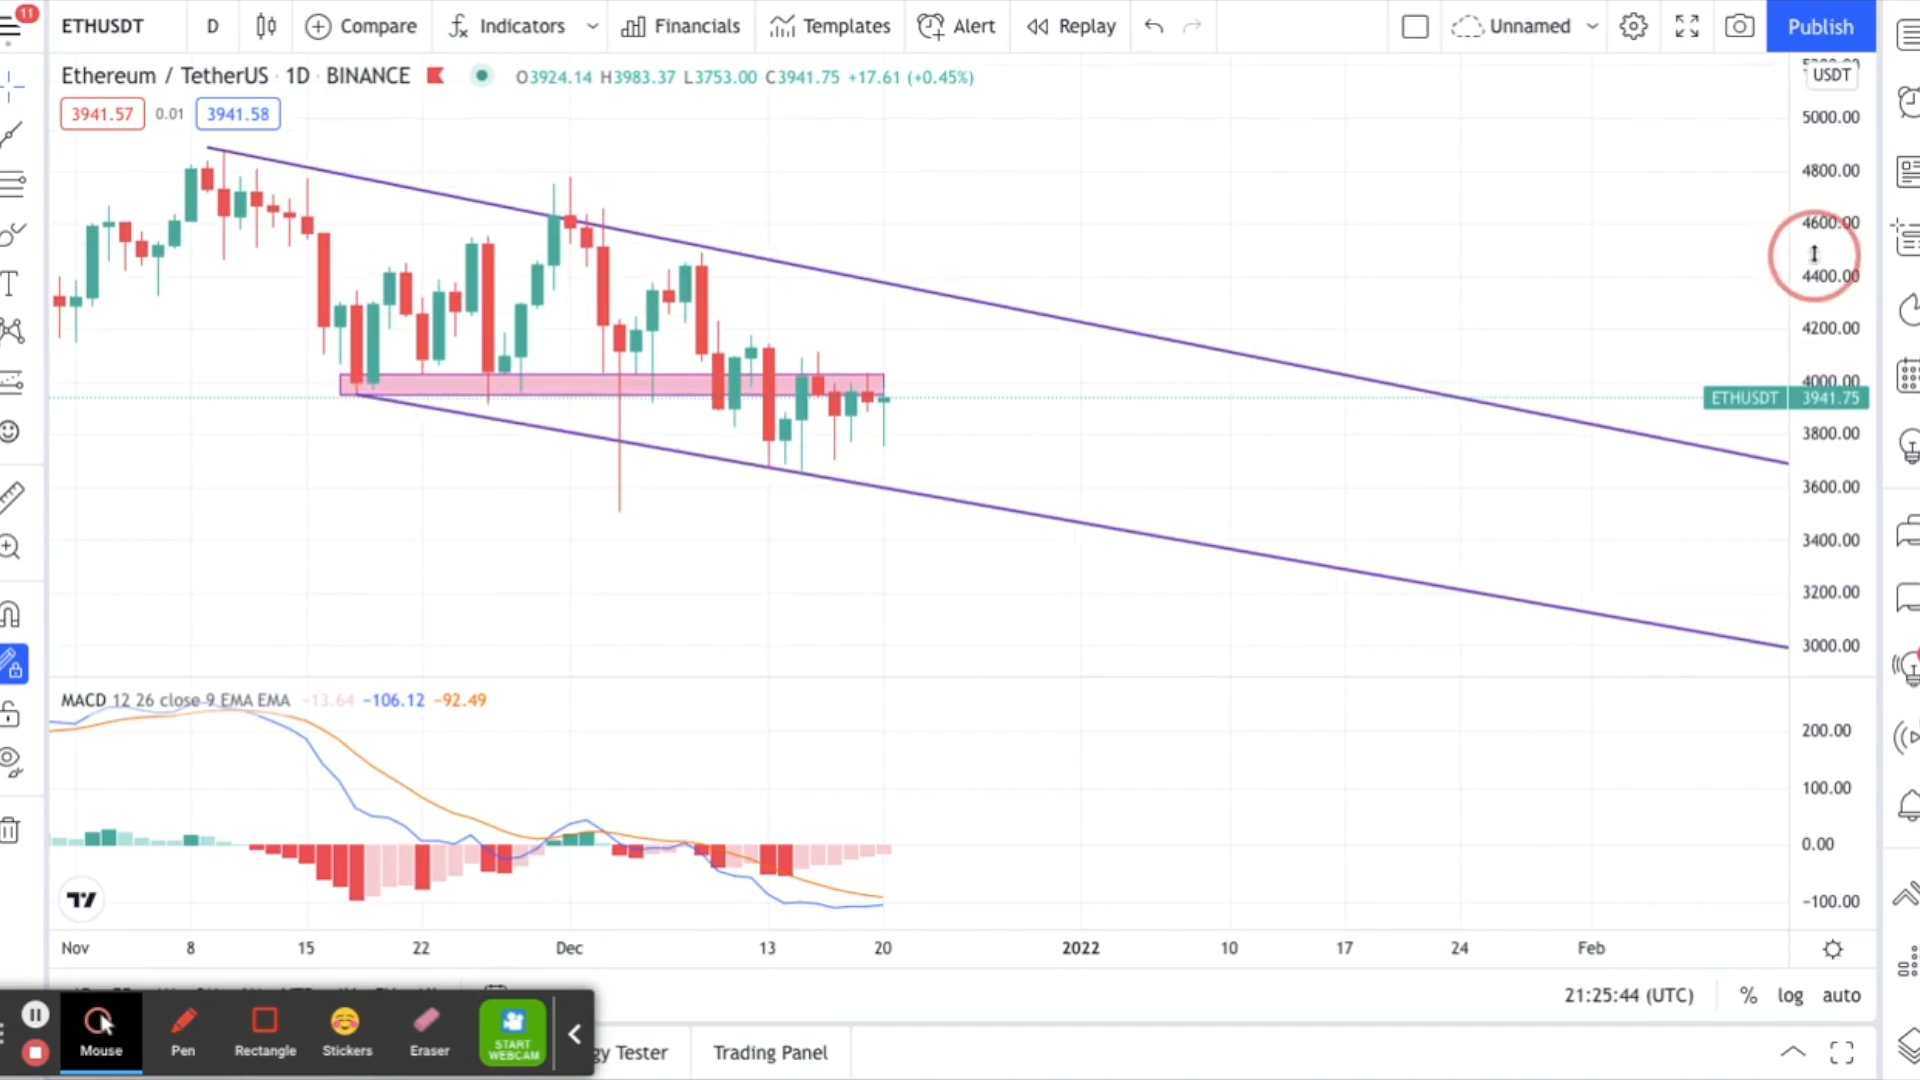 11
ETHUSDT D Compare Indicators Financials Templates Alert Replay Unnamed Publish
Ethereum / TetherUS · 1D · BINANCE O3924.14 H3983.37 L3753.00 C3941.75 +17.61 (+0.45%)
USDT
3941.57 0.01 3941.58
5000.00
4800.00
4600.00
4400.00
4200.00
4000.00
ETHUSDT 3941.75
3800.00
3600.00
3400.00
3200.00
3000.00
MACD 12 26 close 9 EMA EMA −13.64 −106.12 −92.49
200.00
100.00
0.00
−100.00
Nov 8 15 22 Dec 13 20 2022 10 17 24 Feb
21:25:44 (UTC) % log auto
Mouse Pen Rectangle Stickers Eraser START WEBCAM
gy Tester Trading Panel